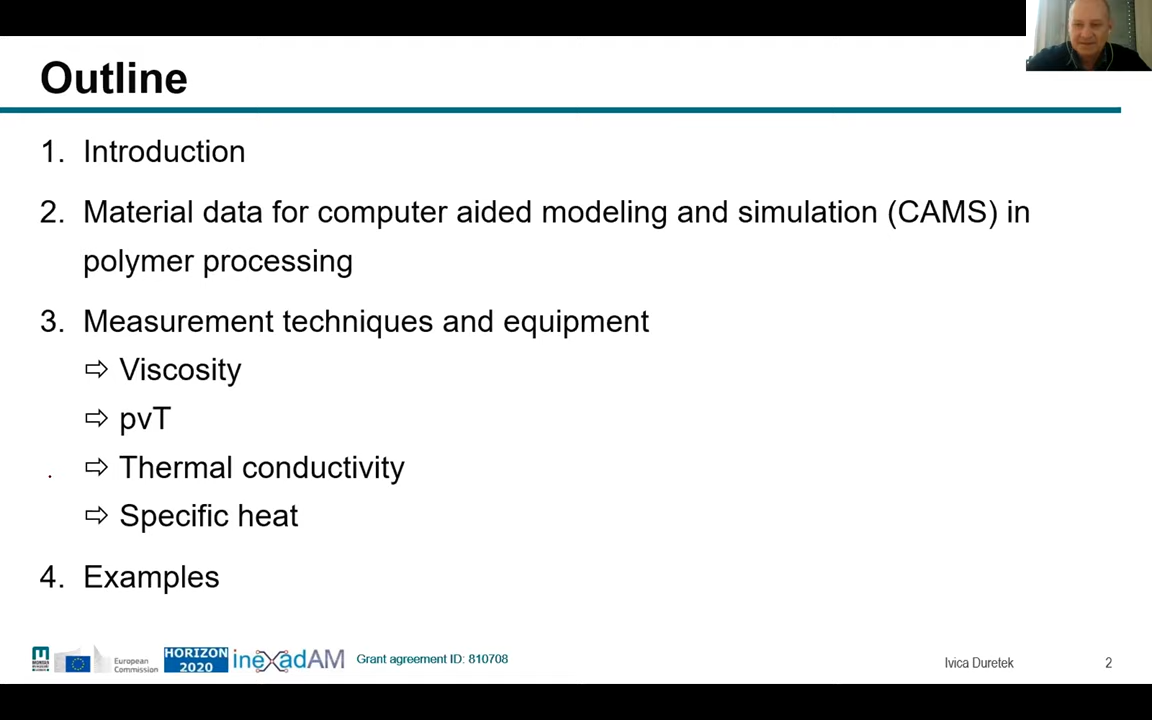 Outline
1. Introduction
2. Material data for computer aided modeling and simulation (CAMS) in
polymer processing
3. Measurement techniques and equipment
⇨ Viscosity
⇨ pvT
⇨ Thermal conductivity
⇨ Specific heat
4. Examples
European
Commission
HORIZON
2020
inexadAM
Grant agreement ID: 810708
Ivica Duretek
2